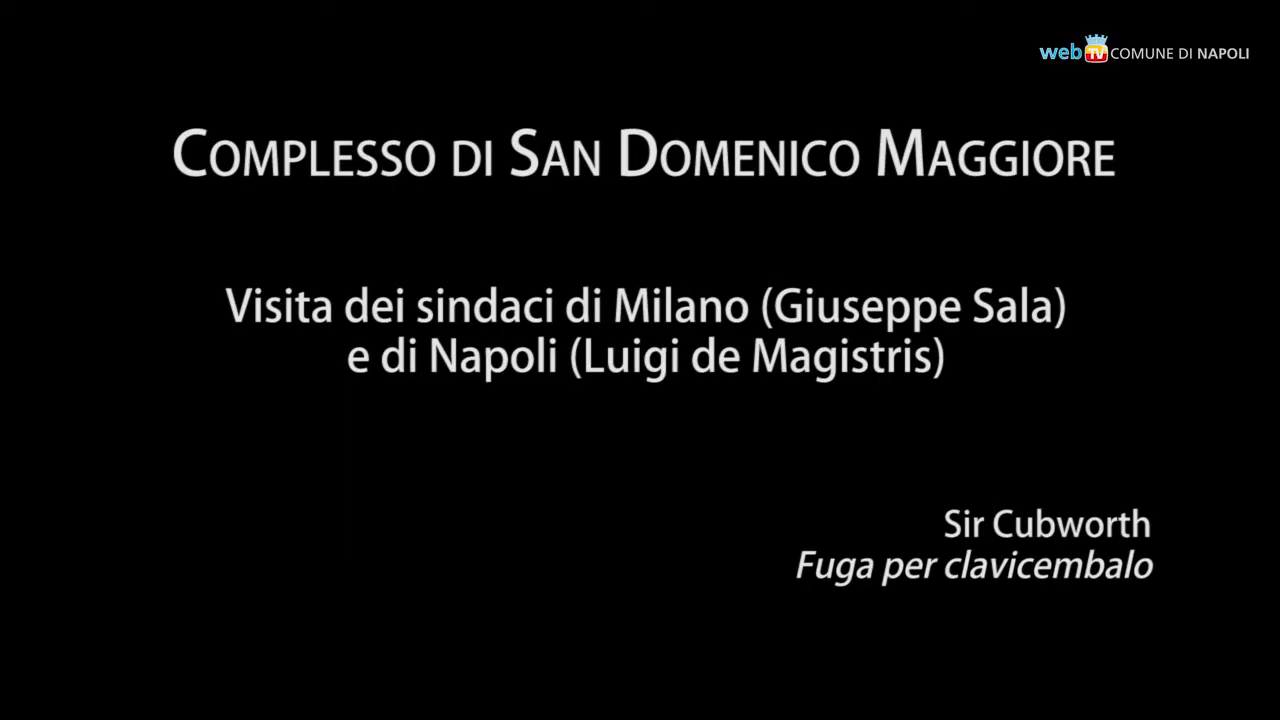 web TV COMUNE DI NAPOLI
COMPLESSO DI SAN DOMENICO MAGGIORE
Visita dei sindaci di Milano (Giuseppe Sala)
e di Napoli (Luigi de Magistris)
Sir Cubworth
Fuga per clavicembalo